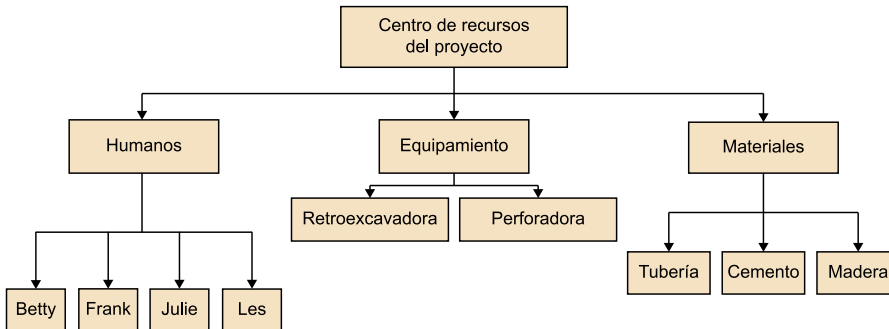 Centro de recursos
del proyecto
Humanos
Equipamiento
Materiales
Retroexcavadora
Perforadora
Tubería
Cemento
Madera
Betty
Frank
Julie
Les